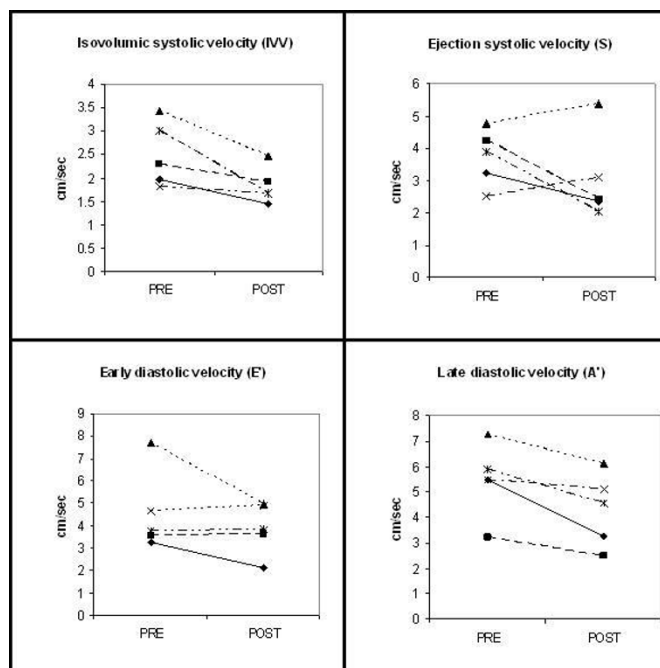 Isovolumic systolic velocity (IVV)
4
3.5
3
2.5
2
1.5
1
0.5
0
cm/sec
PRE POST
Ejection systolic velocity (S)
6
5
4
3
2
1
0
cm/sec
PRE POST
Early diastolic velocity (E')
9
8
7
6
5
4
3
2
1
0
cm/sec
PRE POST
Late diastolic velocity (A')
8
7
6
5
4
3
2
1
0
cm/sec
PRE POST